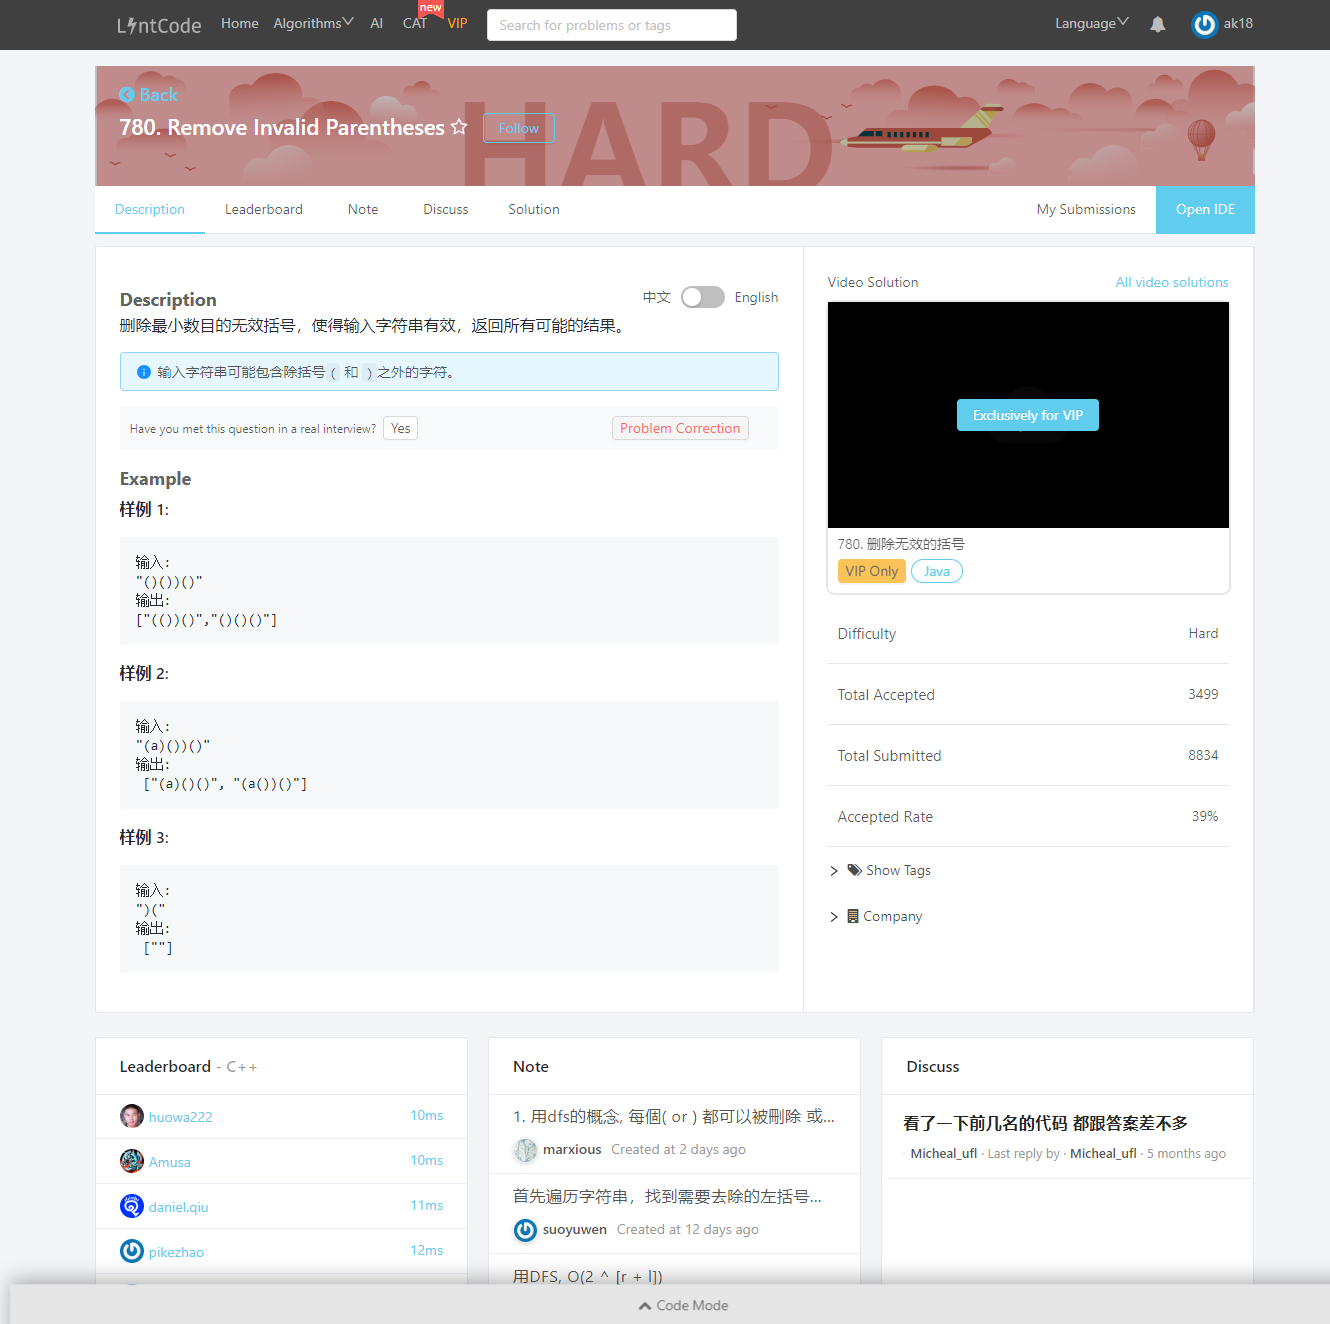 LintCode
Home Algorithms AI CAT new VIP Search for problems or tags Language ak18
Back
HARD
780. Remove Invalid Parentheses Follow
Description Leaderboard Note Discuss Solution My Submissions Open IDE
Description
中文 English
删除最小数目的无效括号，使得输入字符串有效，返回所有可能的结果。
输入字符串可能包含除括号 ( 和 ) 之外的字符。
Have you met this question in a real interview? Yes Problem Correction
Example
样例 1:
输入：
"()())()"
输出：
["(())()","()()()"]
样例 2:
输入：
"(a)())()"
输出：
["(a)()()", "(a())()"]
样例 3:
输入：
")("
输出：
[""]
Video Solution All video solutions
Exclusively for VIP
780. 删除无效的括号
VIP Only Java
Difficulty Hard
Total Accepted 3499
Total Submitted 8834
Accepted Rate 39%
Show Tags
Company
Leaderboard - C++
huowa222 10ms
Amusa 10ms
daniel.qiu 11ms
pikezhao 12ms
Note
1. 用dfs的概念, 每個( or ) 都可以被刪除 或...
marxious Created at 2 days ago
首先遍历字符串，找到需要去除的左括号...
suoyuwen Created at 12 days ago
用DFS, O(2 ^ [r + l])
Discuss
看了一下前几名的代码 都跟答案差不多
Micheal_ufl · Last reply by · Micheal_ufl · 5 months ago
Code Mode